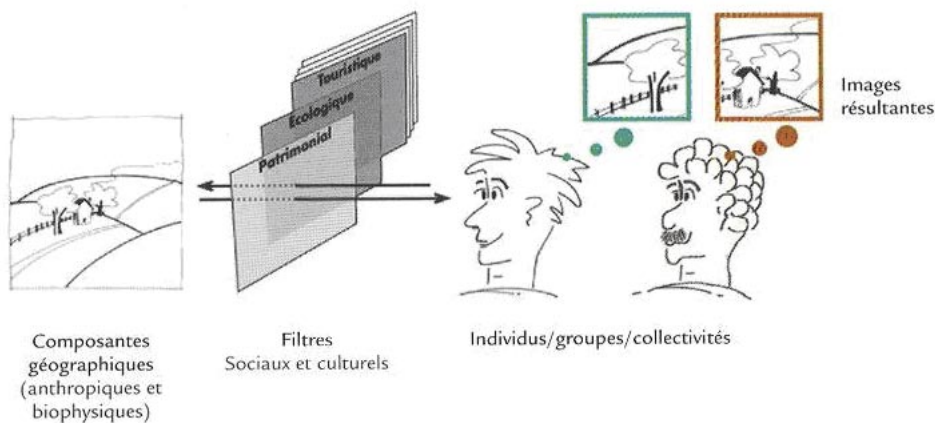 Touristique
Ecologique
Patrimonial
Images
résultantes
Composantes
géographiques
(anthropiques et
biophysiques)
Filtres
Sociaux et culturels
Individus/groupes/collectivités